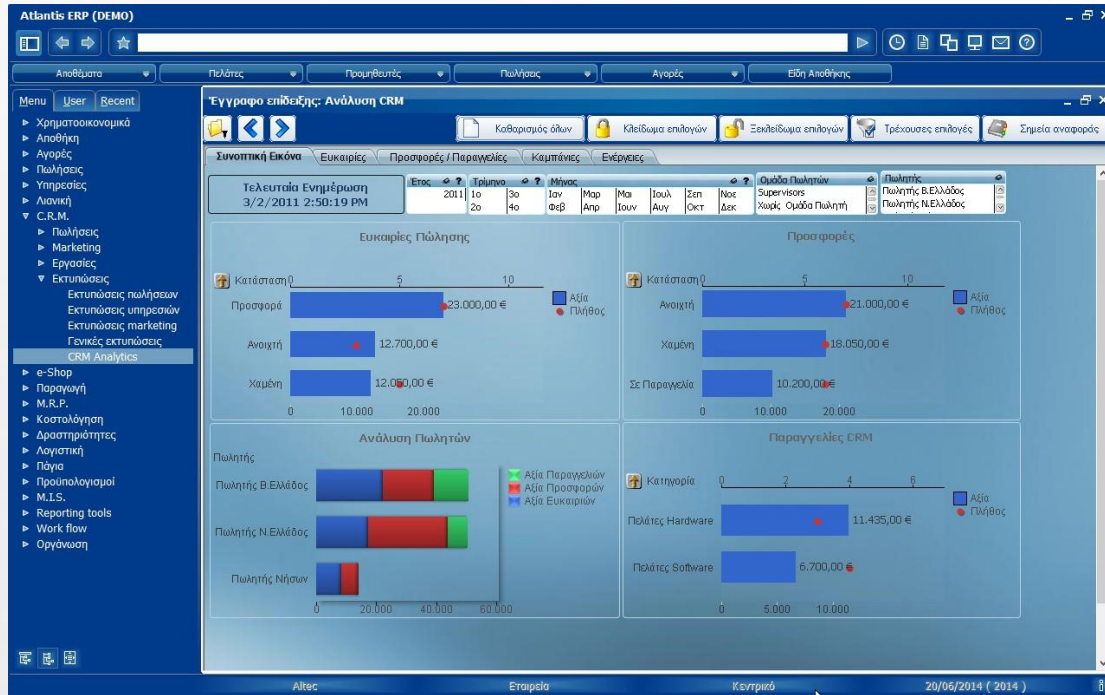 Atlantis ERP (DEMO)
Αποθέματα
Πελάτες
Προμηθευτές
Πωλήσεις
Αγορές
Είδη Αποθήκης
Menu User Recent
Χρηματοοικονομικά
Αποθήκη
Αγορές
Πωλήσεις
Υπηρεσίες
Λιανική
C.R.M.
Πωλήσεις
Marketing
Εργασίες
Εκτυπώσεις
Εκτυπώσεις πωλήσεων
Εκτυπώσεις υπηρεσιών
Εκτυπώσεις marketing
Γενικές εκτυπώσεις
CRM Analytics
e-Shop
Παραγωγή
M.R.P.
Κοστολόγηση
Δραστηριότητες
Λογιστική
Πάγια
Προϋπολογισμοί
M.I.S.
Reporting tools
Work flow
Οργάνωση
Έγγραφο επίδειξης: Ανάλυση CRM
Καθαρισμός όλων
Κλείδωμα επιλογών
Ξεκλείδωμα επιλογών
Τρέχουσες επιλογές
Σημεία αναφοράς
Συνοπτική Εικόνα
Ευκαιρίες
Προσφορές / Παραγγελίες
Καμπάνιες
Ενέργειες
Τελευταία Ενημέρωση
3/2/2011 2:50:19 PM
Έτος ?
2011
Τρίμηνο ?
1ο 3ο
2ο 4ο
Μήνας ?
Ιαν Μαρ Μαι Ιουλ Σεπ Νοε
Φεβ Απρ Ιουν Αυγ Οκτ Δεκ
Ομάδα Πωλητών
Supervisors
Χωρίς Ομάδα Πωλητή
Πωλητής
Πωλητής Β.Ελλάδος
Πωλητής Ν.Ελλάδος
Ευκαιρίες Πώλησης
Κατάσταση 0 5 10
Προσφορά 23.000,00 €
Ανοιχτή 12.700,00 €
Χαμένη 12.050,00 €
0 10.000 20.000
Αξία
Πλήθος
Προσφορές
Κατάσταση 0 5 10
Ανοιχτή 21.000,00 €
Χαμένη 18.050,00 €
Σε Παραγγελία 10.200,00 €
0 10.000 20.000
Αξία
Πλήθος
Ανάλυση Πωλητών
Πωλητής
Πωλητής Β.Ελλάδος
Πωλητής Ν.Ελλάδος
Πωλητής Νήσων
0 20.000 40.000 60.000
Αξία Παραγγελιών
Αξία Προσφορών
Αξία Ευκαιριών
Παραγγελίες CRM
Κατηγορία 0 2 4 6
Πελάτες Hardware 11.435,00 €
Πελάτες Software 6.700,00 €
0 5.000 10.000
Αξία
Πλήθος
Altec
Εταιρεία
Κεντρικό
20/06/2014 ( 2014 )